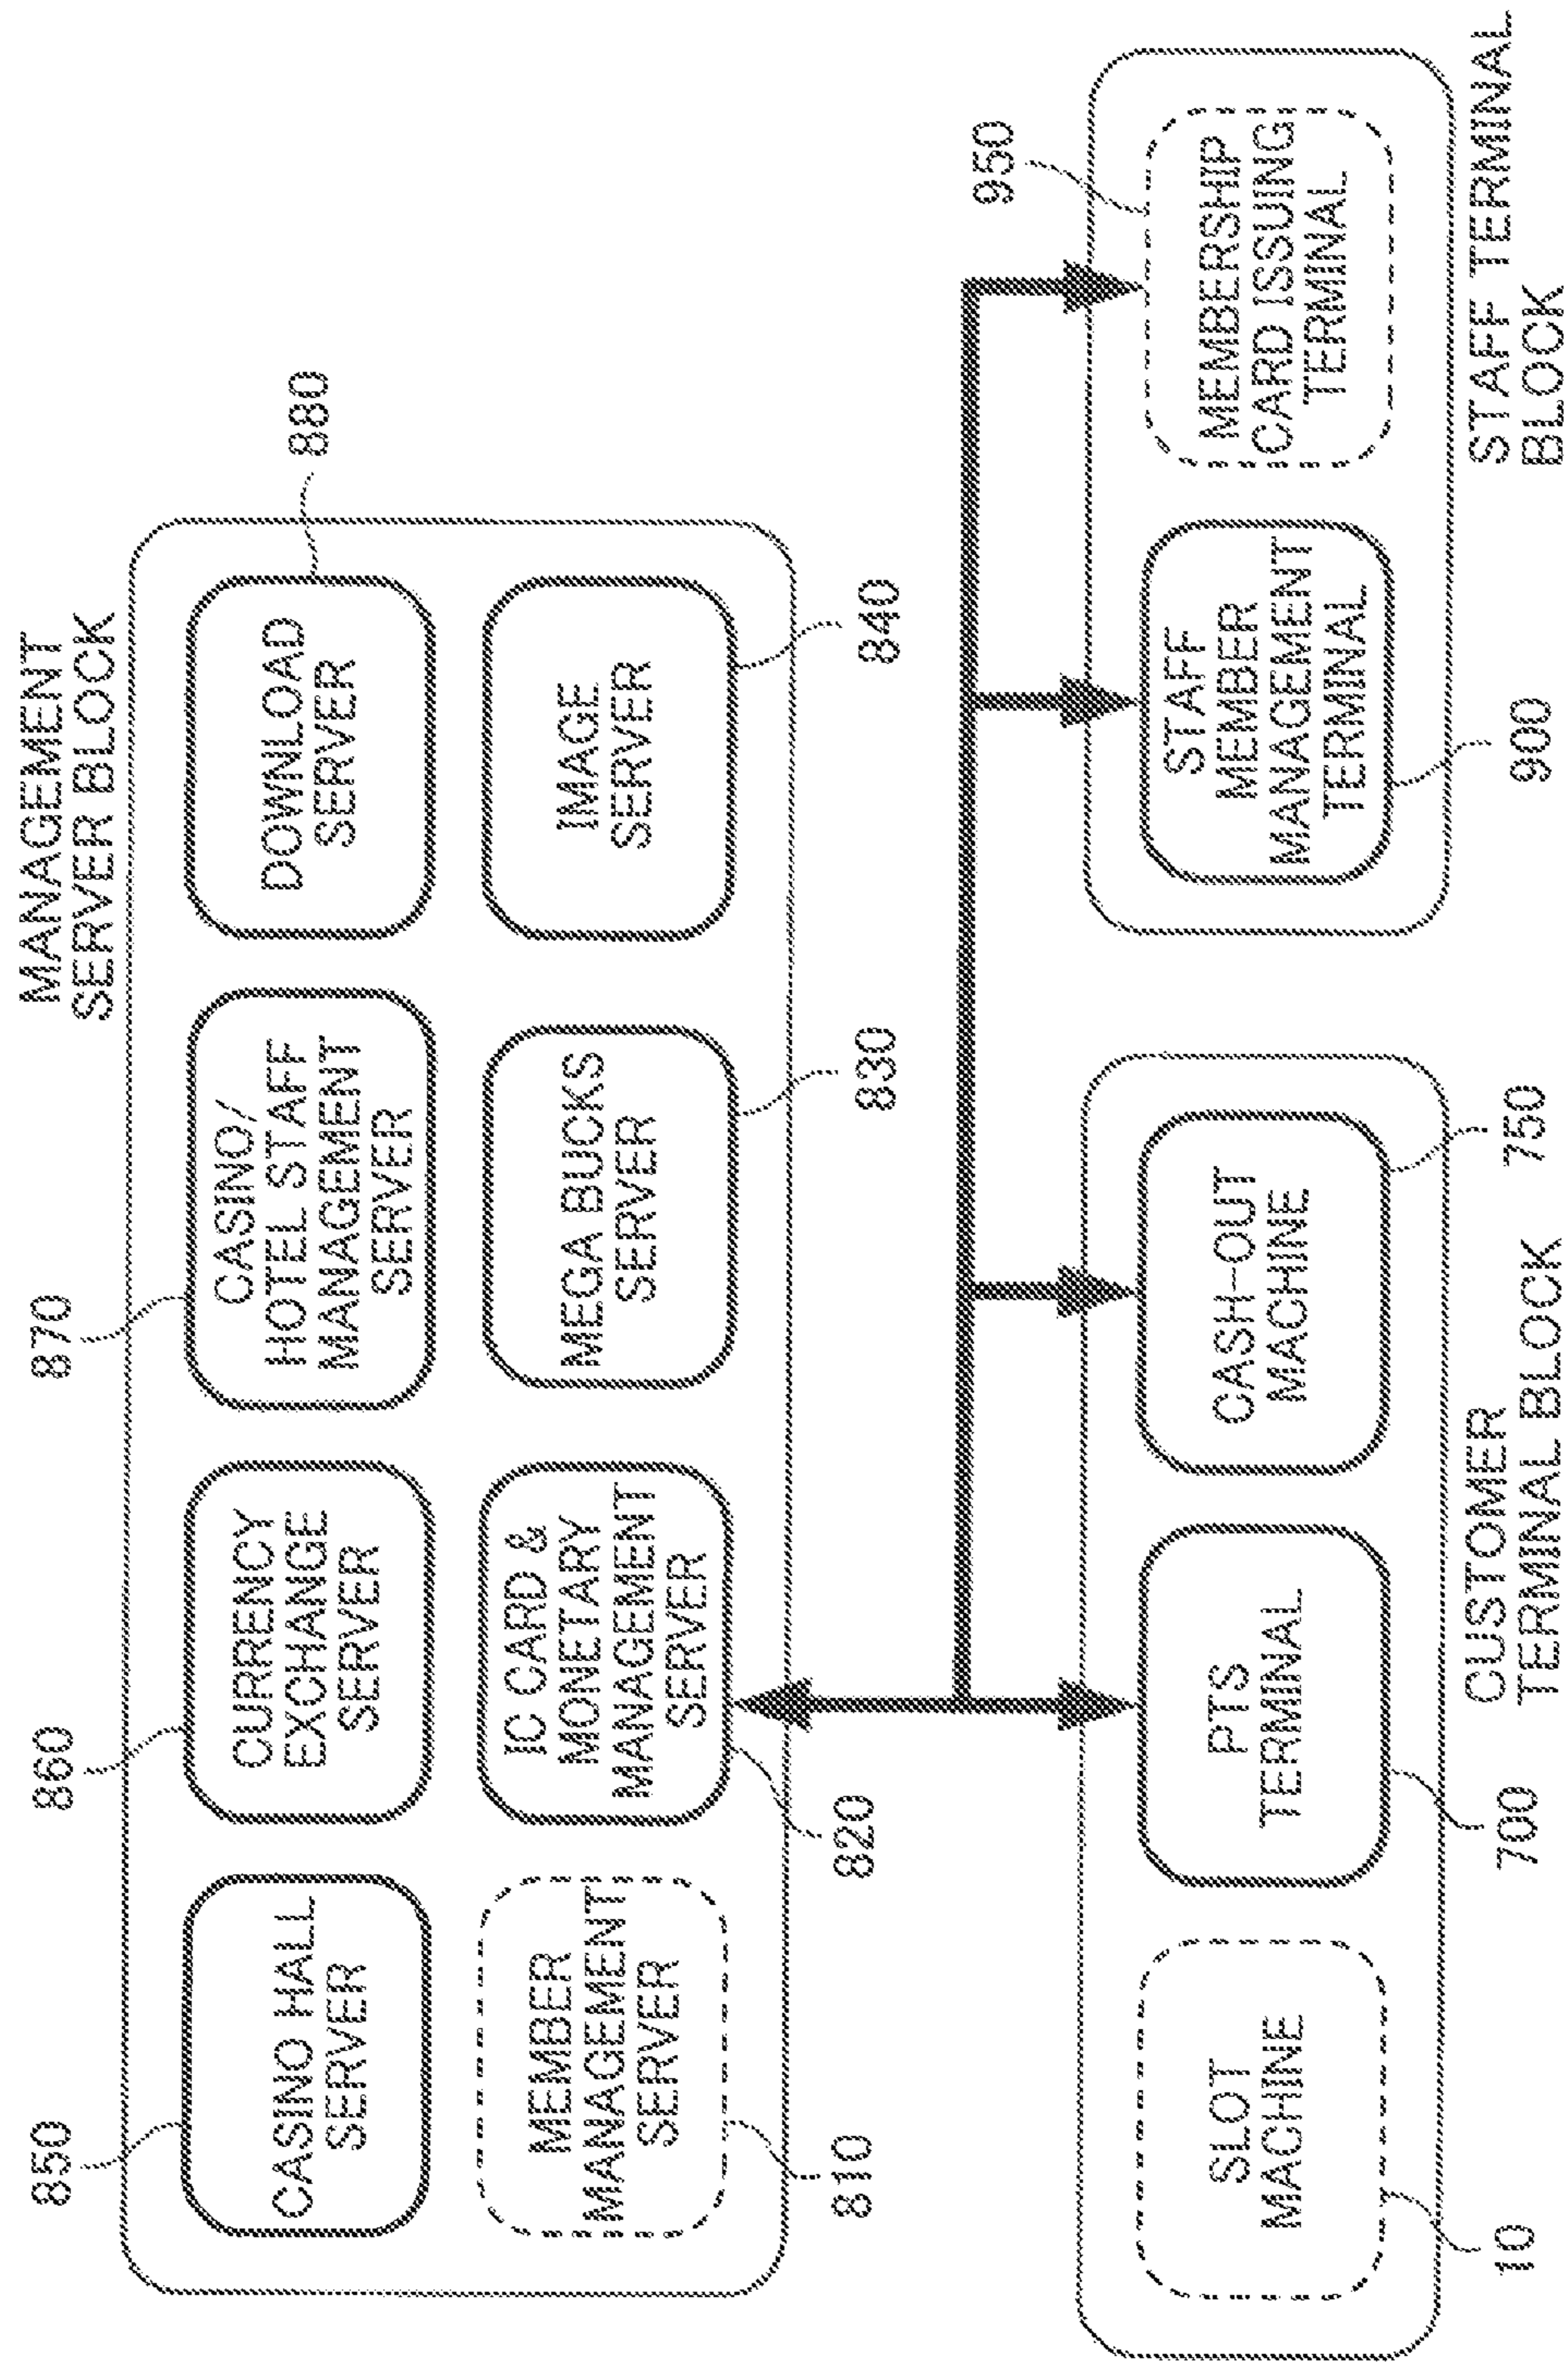 MANAGEMENT
SERVER BLOCK
850
860
870
880
CASINO HALL
SERVER
CURRENCY
EXCHANGE
SERVER
CASINO/
HOTEL STAFF
MANAGEMENT
SERVER
DOWNLOAD
SERVER
MEMBER
MANAGEMENT
SERVER
IC CARD &
MONETARY
MANAGEMENT
SERVER
MEGA BUCKS
SERVER
IMAGE
SERVER
810
820
830
840
950
SLOT
MACHINE
PTS
TERMINAL
CASH-OUT
MACHINE
STAFF
MEMBER
MANAGEMENT
TERMINAL
MEMBERSHIP
CARD ISSUING
TERMINAL
10
700
750
900
CUSTOMER
TERMINAL BLOCK
STAFF TERMINAL
BLOCK